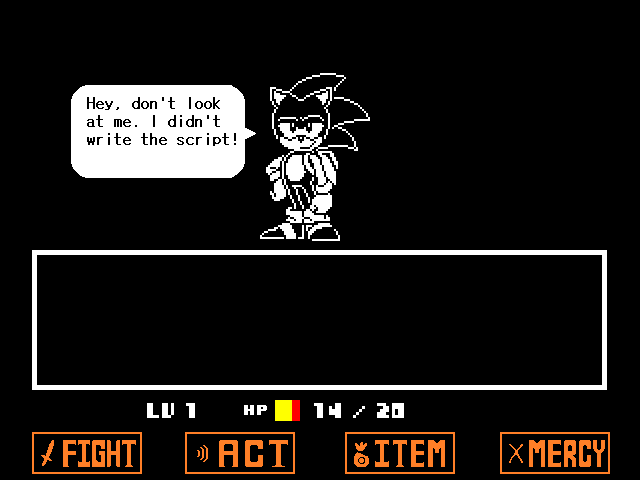 Hey, don't look
at me. I didn't
write the script!
LV 1 HP 14 / 20
FIGHT ACT ITEM MERCY